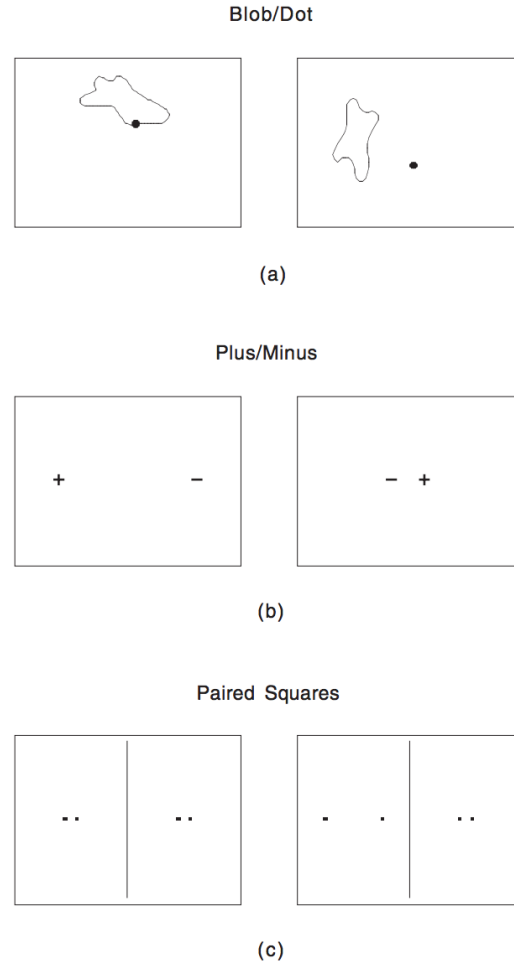 Blob/Dot
(a)
Plus/Minus
+ −
− +
(b)
Paired Squares
(c)